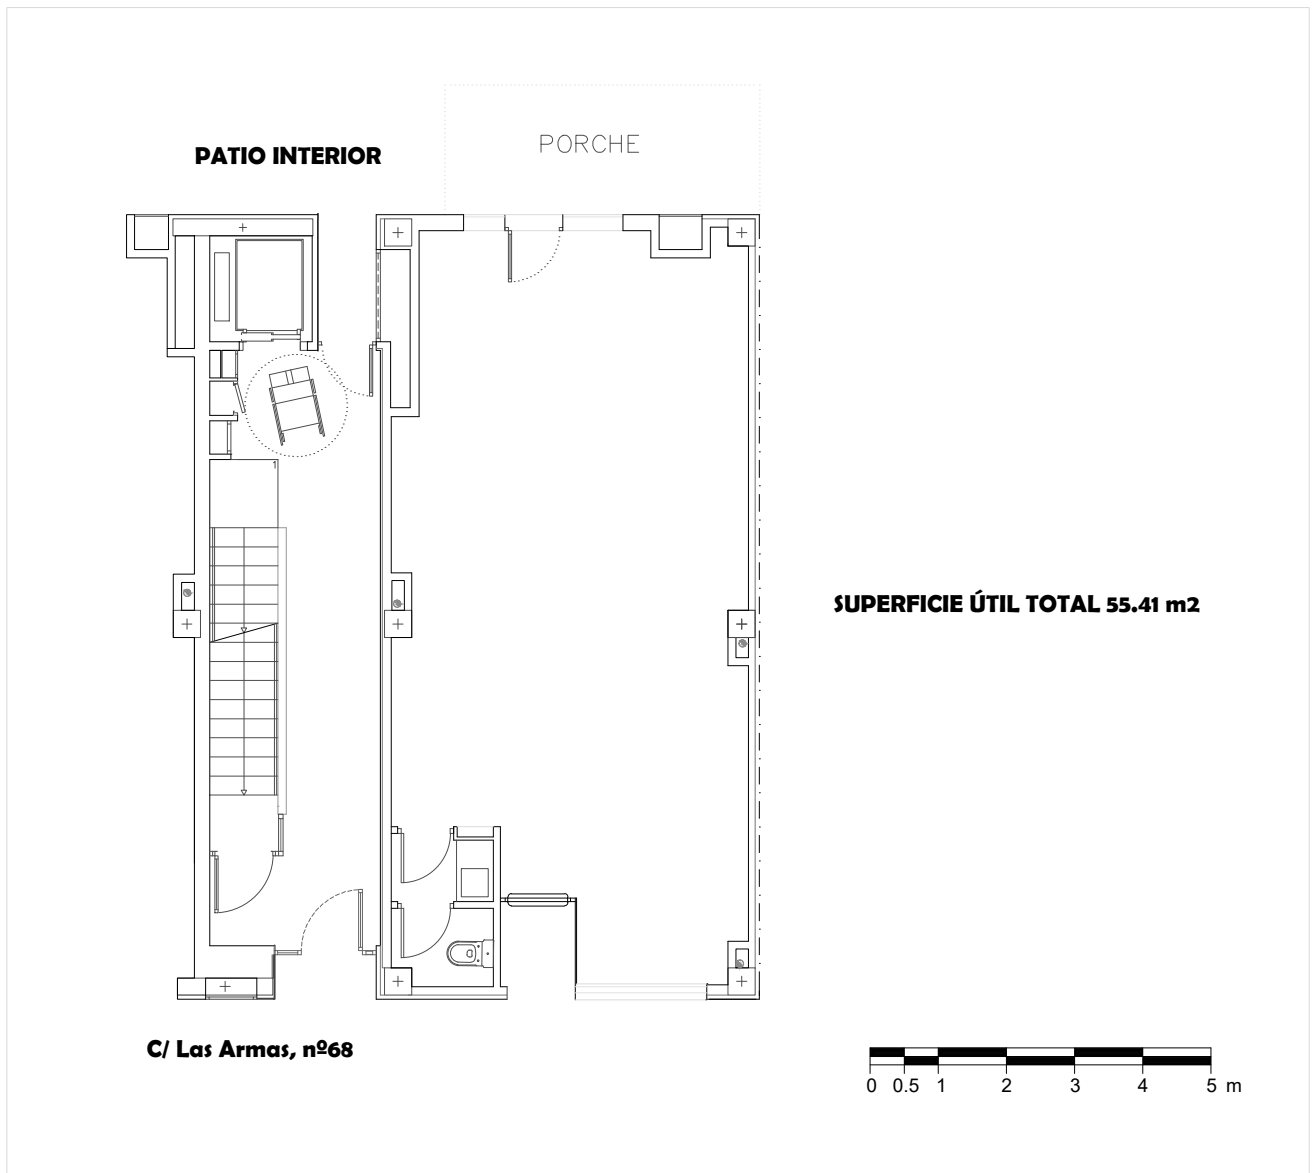 PORCHE
PATIO INTERIOR
1
SUPERFICIE ÚTIL TOTAL 55.41 m2
C/ Las Armas, nº68
0 0.5 1 2 3 4 5 m